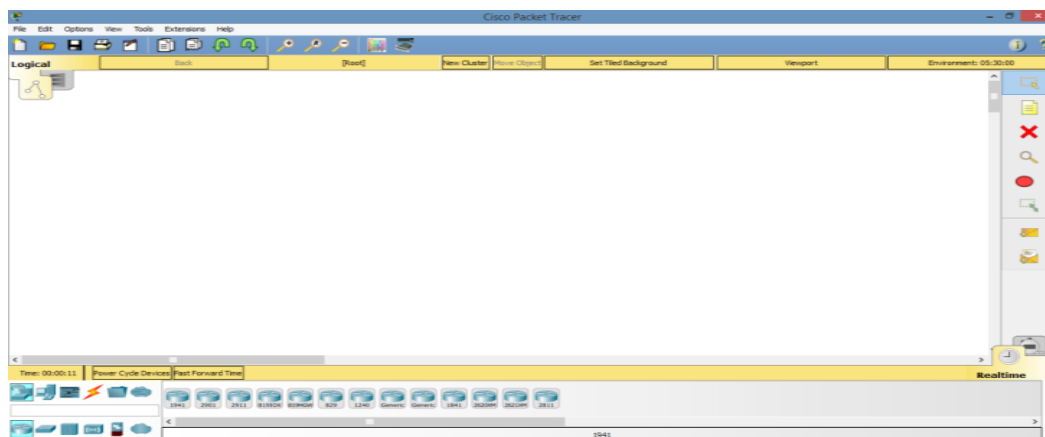 Cisco Packet Tracer
File Edit Options View Tools Extensions Help
Logical Back [Root] New Cluster Move Object Set Tiled Background Viewport Environment: 05:30:00
Time: 00:00:11 Power Cycle Devices Fast Forward Time Realtime
1941 2901 2911 819IOX 819HGW 829 1240 Generic Generic 1841 2620XM 2621XM 2811
1941